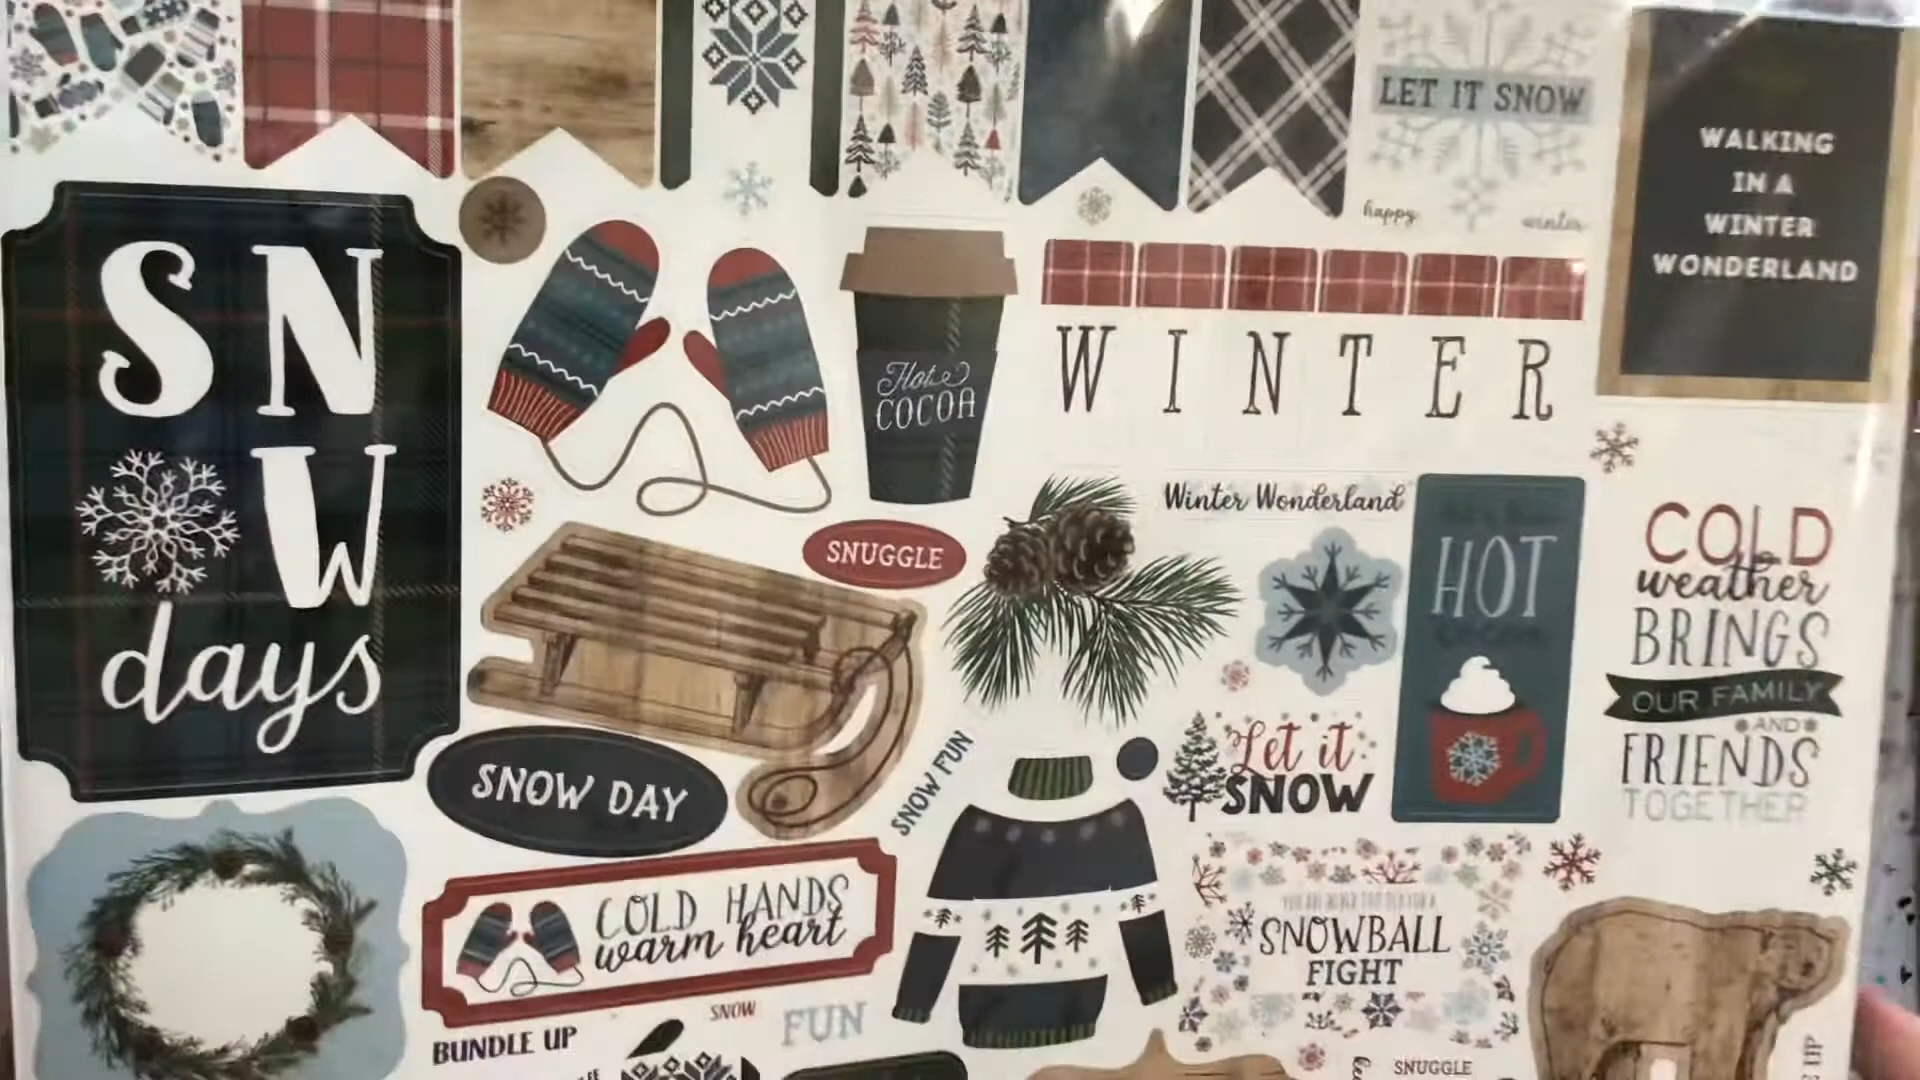 LET IT SNOW
happy
winter
WALKING
IN A
WINTER
WONDERLAND
SN
W
days
Hot
COCOA
WINTER
SNUGGLE
Winter Wonderland
HOT
COLD
weather
BRINGS
OUR FAMILY
AND
FRIENDS
TOGETHER
SNOW DAY
SNOW FUN
Let it
SNOW
COLD HANDS
warm heart
SNOWBALL
FIGHT
BUNDLE UP
SNOW
FUN
SNUGGLE
UP